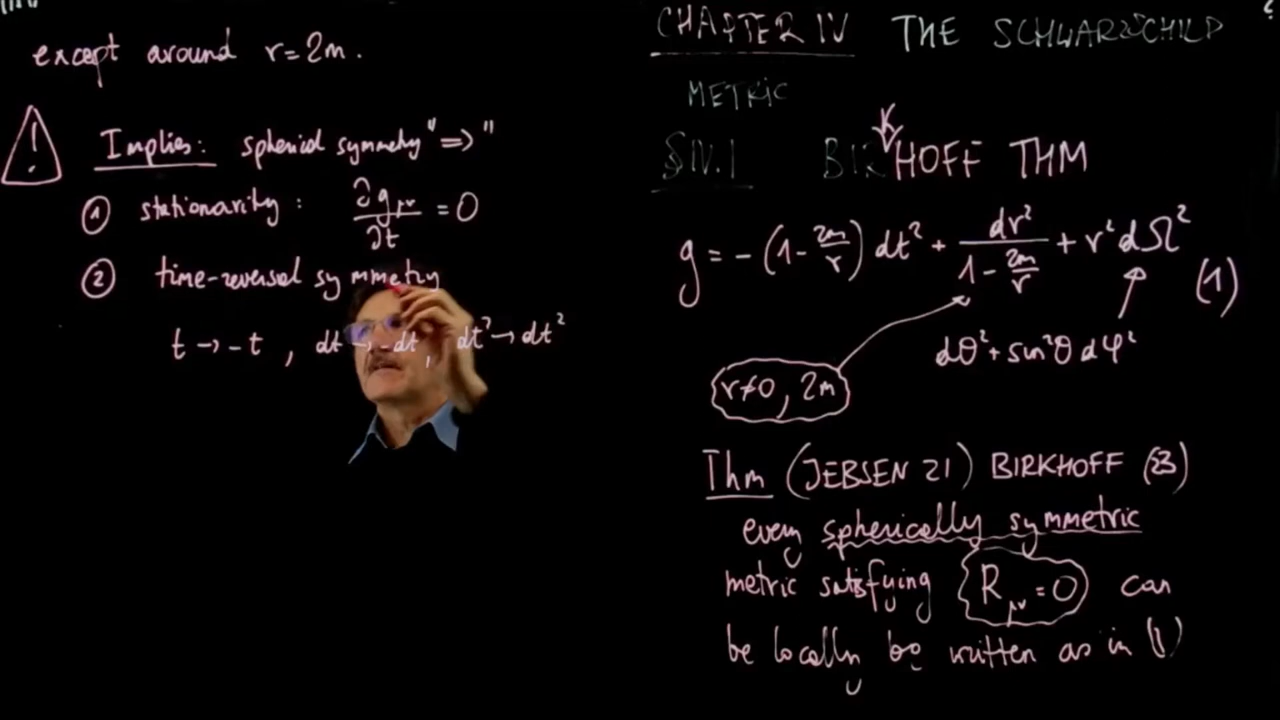 except around r=2m.
Implies: spherical symmetry "⇒"
① stationarity: ∂g_μν/∂t = 0
② time-reversal symmetry
t → -t , dt → -dt , dt² → dt²
CHAPTER IV THE SCHWARZSCHILD
METRIC
§IV.1 BIRKHOFF THM
g = -(1 - 2m/r) dt² + dr²/(1 - 2m/r) + r² dΩ² (1)
dθ² + sin²θ dφ²
r≠0, 2m
Thm (JEBSEN 21) BIRKHOFF (23)
every spherically symmetric
metric satisfying R_μν = 0 can
be locally be written as in (1)